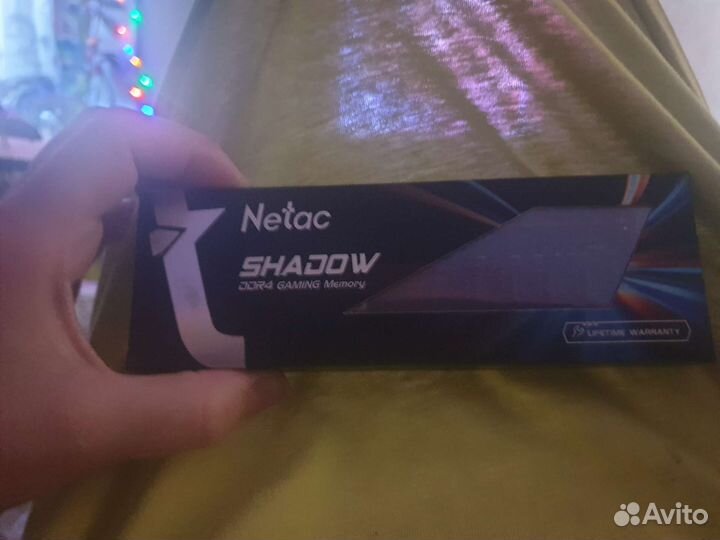 Netac
SHADOW
DDR4 GAMING Memory
LIFETIME WARRANTY
Avito